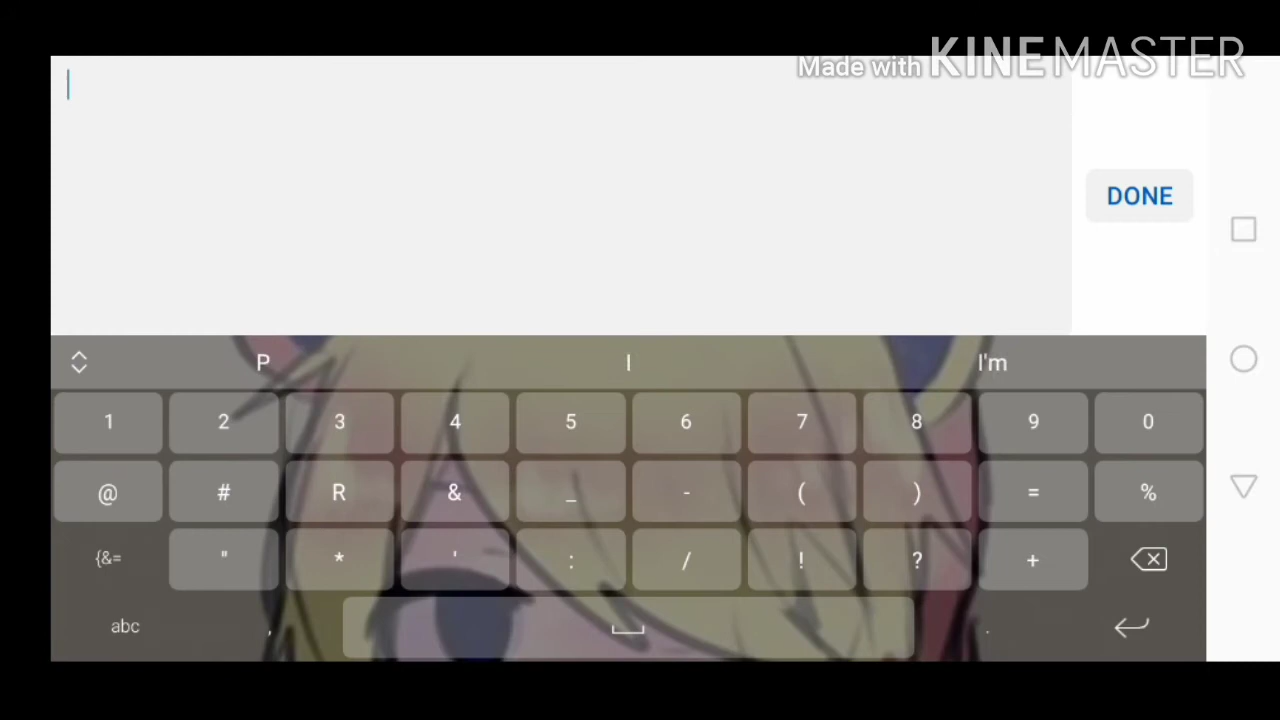 Made with KINEMASTER
DONE
P I I'm
1 2 3 4 5 6 7 8 9 0
@ # R & _ - ( ) = %
{&= " * ' : / ! ? +
abc , .